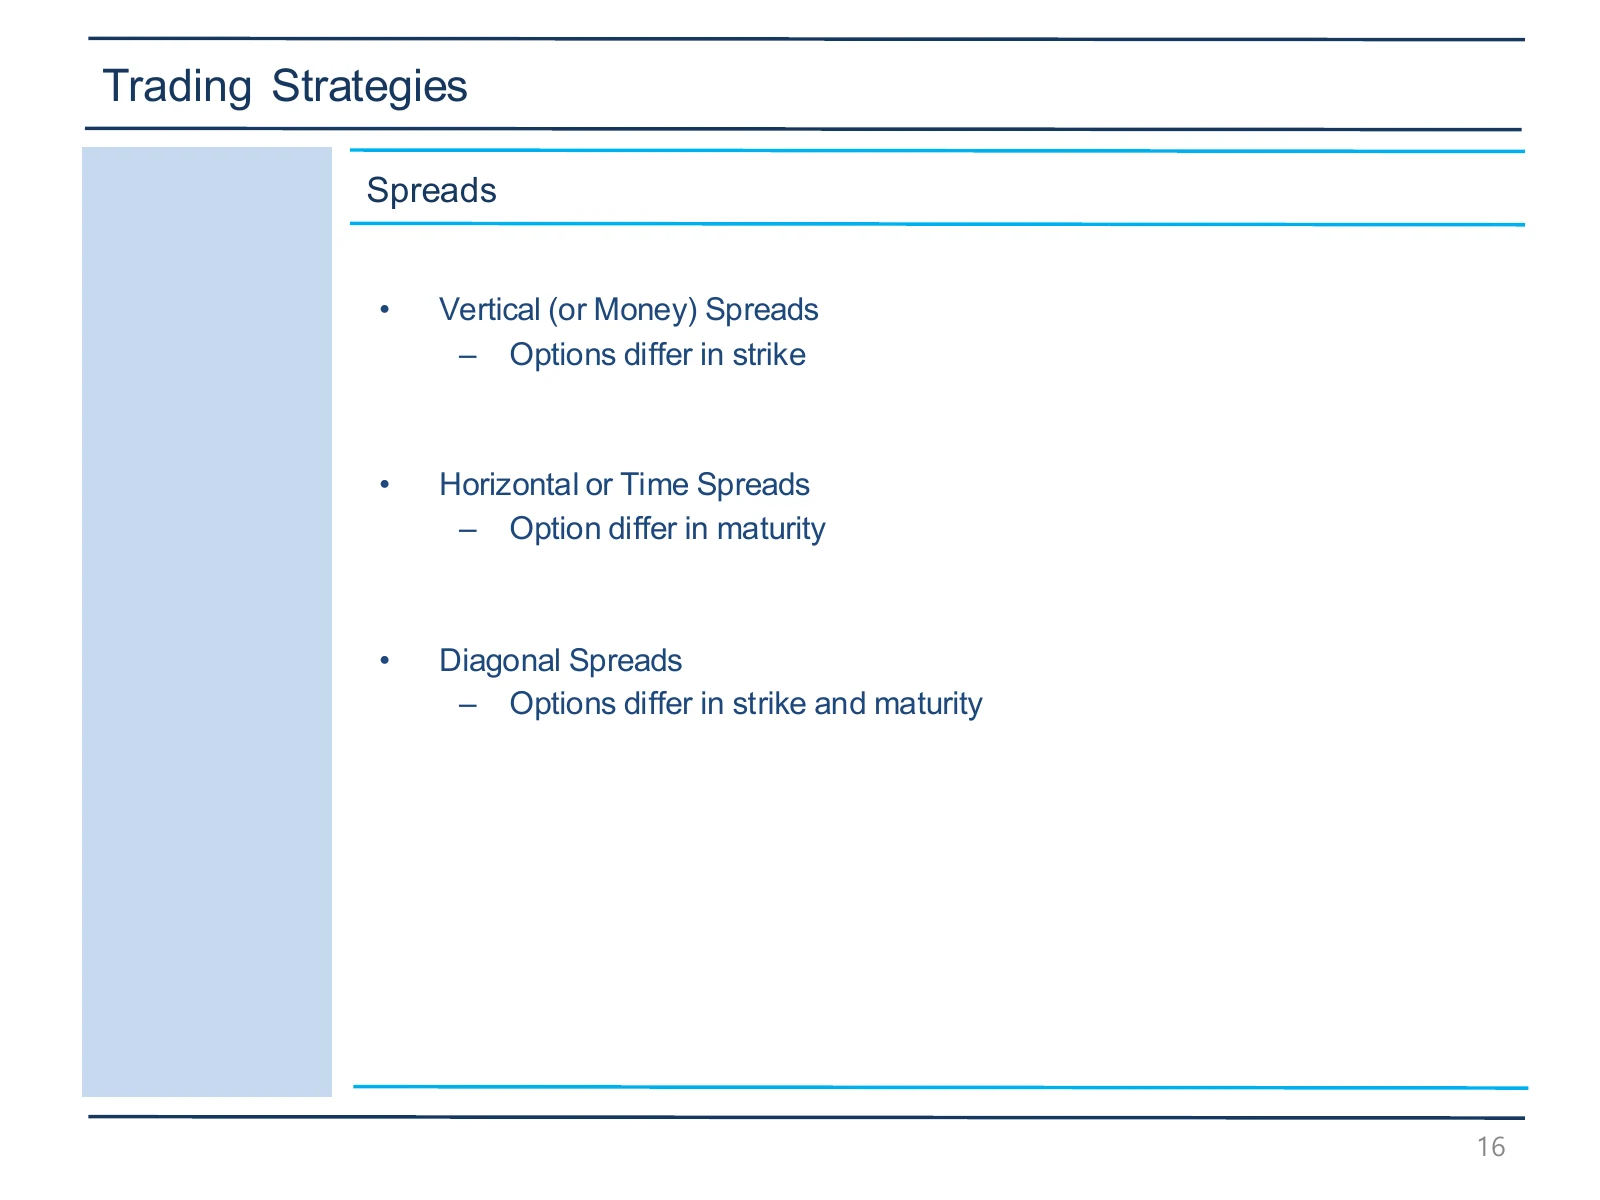 Trading Strategies
Spreads
• Vertical (or Money) Spreads
– Options differ in strike
• Horizontal or Time Spreads
– Option differ in maturity
• Diagonal Spreads
– Options differ in strike and maturity
16